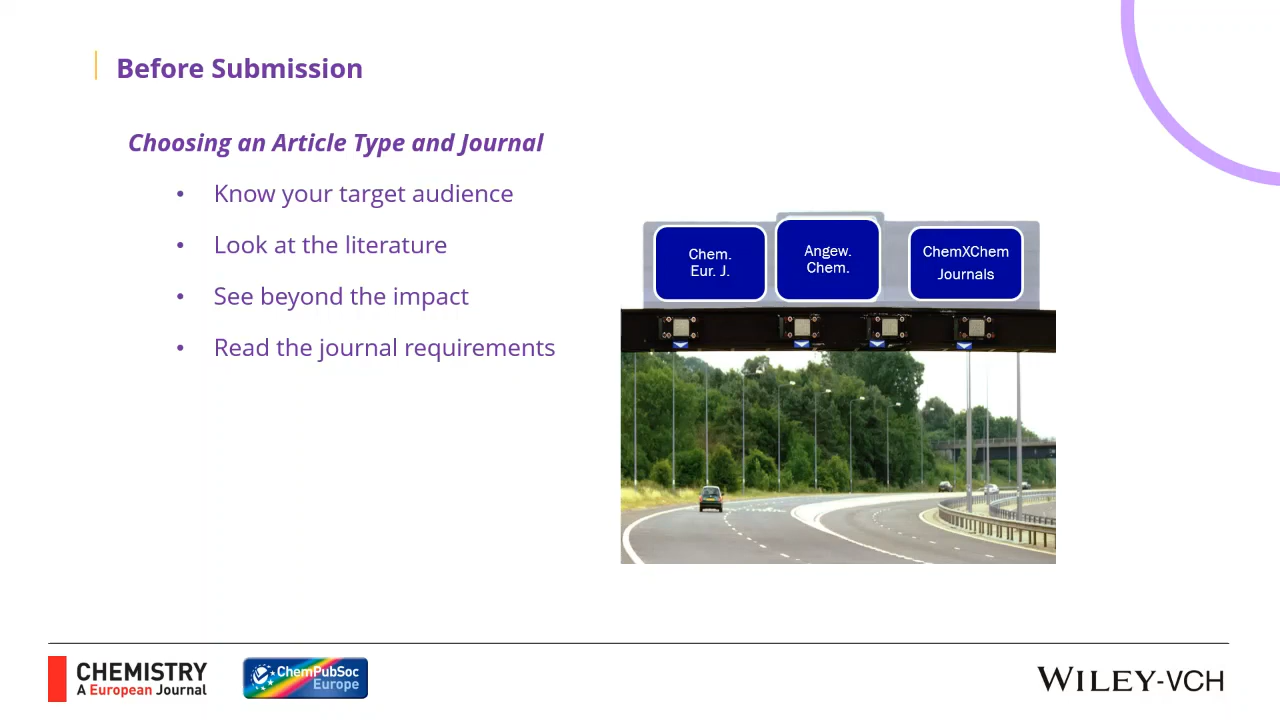 Before Submission
Choosing an Article Type and Journal
• Know your target audience
• Look at the literature
• See beyond the impact
• Read the journal requirements
Chem.
Eur. J.
Angew.
Chem.
ChemXChem
Journals
CHEMISTRY
A European Journal
ChemPubSoc
Europe
WILEY-VCH